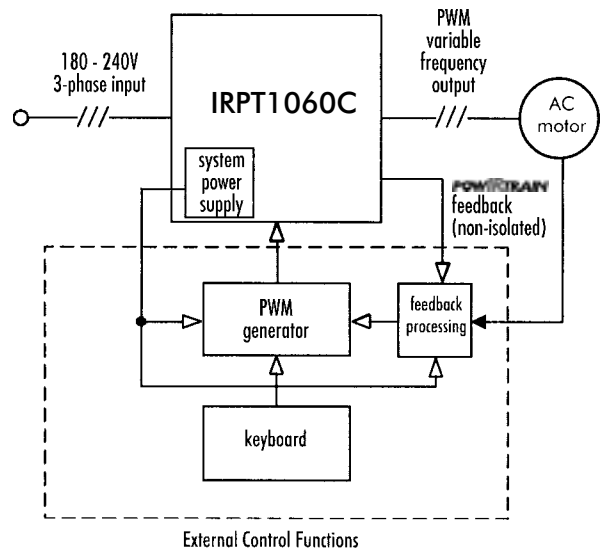 180 - 240V
3-phase input
IRPT1060C
PWM
variable
frequency
output
AC
motor
system
power
supply
POWIRTRAIN
feedback
(non-isolated)
PWM
generator
feedback
processing
keyboard
External Control Functions